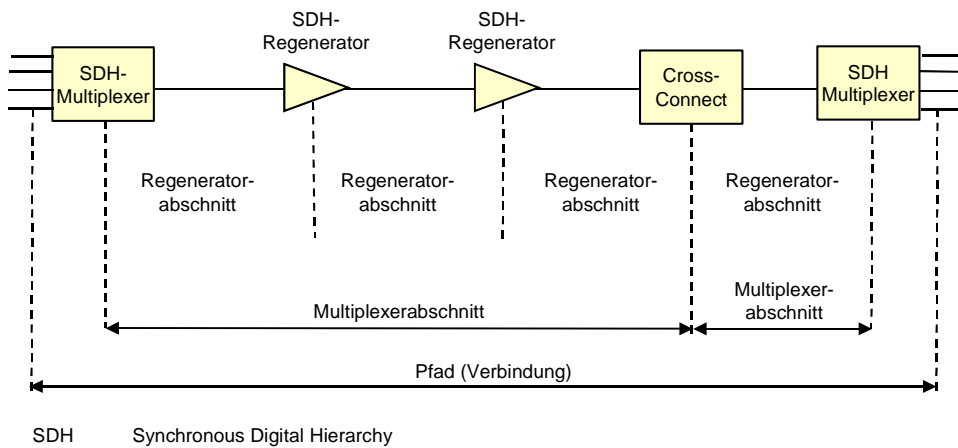 SDH-
Regenerator
SDH-
Regenerator
SDH-
Multiplexer
Cross-
Connect
SDH
Multiplexer
Regenerator-
abschnitt
Regenerator-
abschnitt
Regenerator-
abschnitt
Regenerator-
abschnitt
Multiplexerabschnitt
Multiplexer-
abschnitt
Pfad (Verbindung)
SDH Synchronous Digital Hierarchy